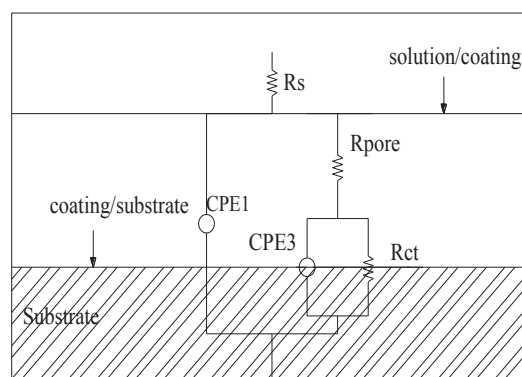 Rs
solution/coating
Rpore
coating/substrate
CPE1
CPE3
Rct
Substrate